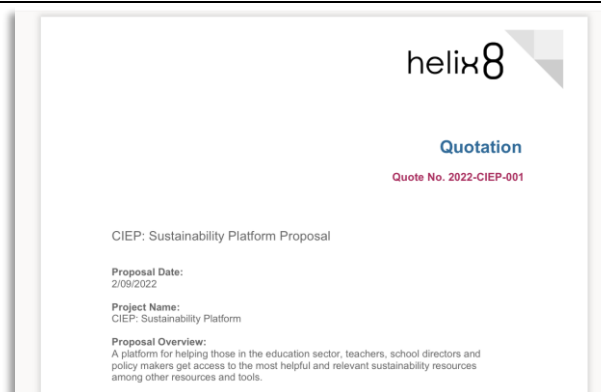 helix8
Quotation
Quote No. 2022-CIEP-001
CIEP: Sustainability Platform Proposal
Proposal Date:
2/09/2022
Project Name:
CIEP: Sustainability Platform
Proposal Overview:
A platform for helping those in the education sector, teachers, school directors and
policy makers get access to the most helpful and relevant sustainability resources
among other resources and tools.